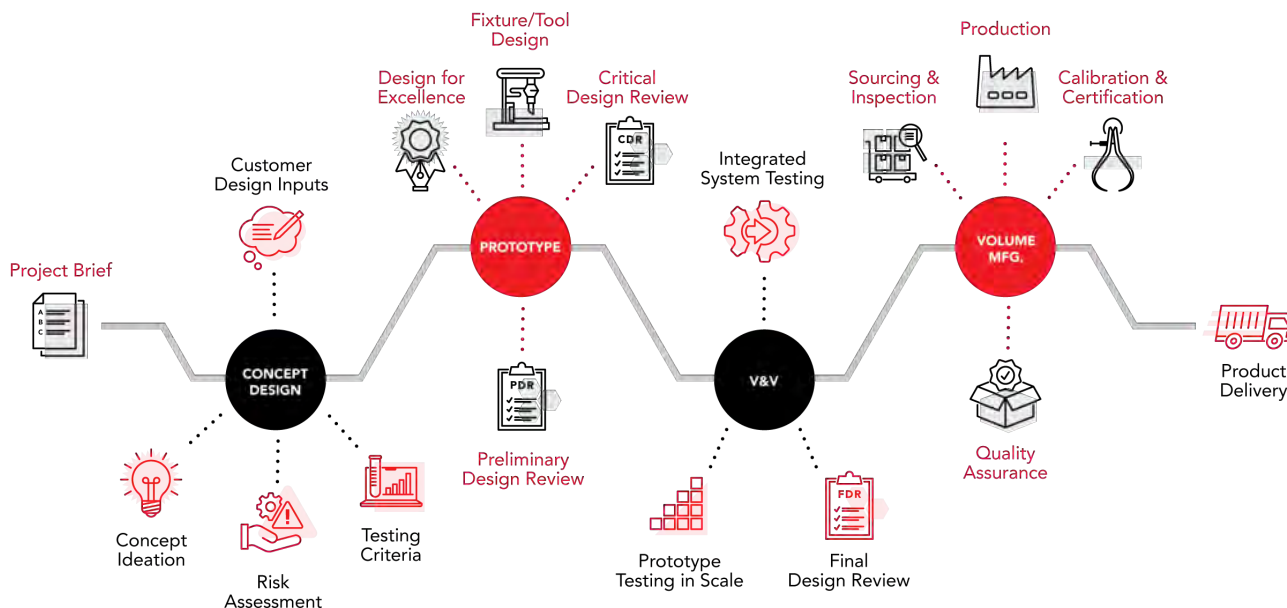 Project Brief
A
B
C
Customer
Design Inputs
CONCEPT
DESIGN
Concept
Ideation
Risk
Assessment
Testing
Criteria
Design for
Excellence
Fixture/Tool
Design
Critical
Design Review
CDR
PROTOTYPE
PDR
Preliminary
Design Review
Integrated
System Testing
V&V
Prototype
Testing in Scale
FDR
Final
Design Review
Sourcing &
Inspection
Production
Calibration &
Certification
VOLUME
MFG.
Quality
Assurance
Product
Delivery